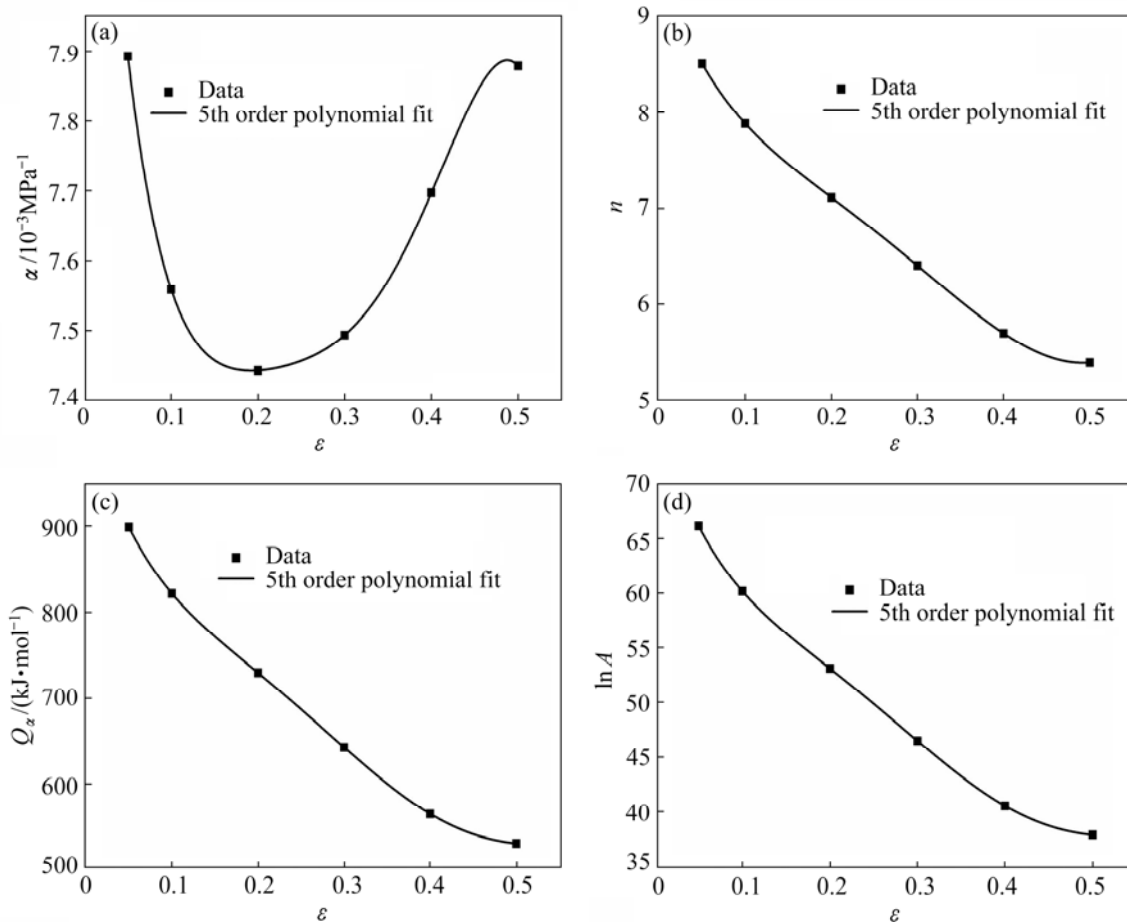 (a)
7.9
7.8
7.7
7.6
7.5
7.4
α /10⁻³MPa⁻¹
■ Data
— 5th order polynomial fit
0 0.1 0.2 0.3 0.4 0.5
ε
(b)
9
8
7
6
5
n
■ Data
— 5th order polynomial fit
0 0.1 0.2 0.3 0.4 0.5
ε
(c)
900
800
700
600
500
Qα/(kJ•mol⁻¹)
■ Data
— 5th order polynomial fit
0 0.1 0.2 0.3 0.4 0.5
ε
(d)
70
65
60
55
50
45
40
35
ln A
■ Data
— 5th order polynomial fit
0 0.1 0.2 0.3 0.4 0.5
ε